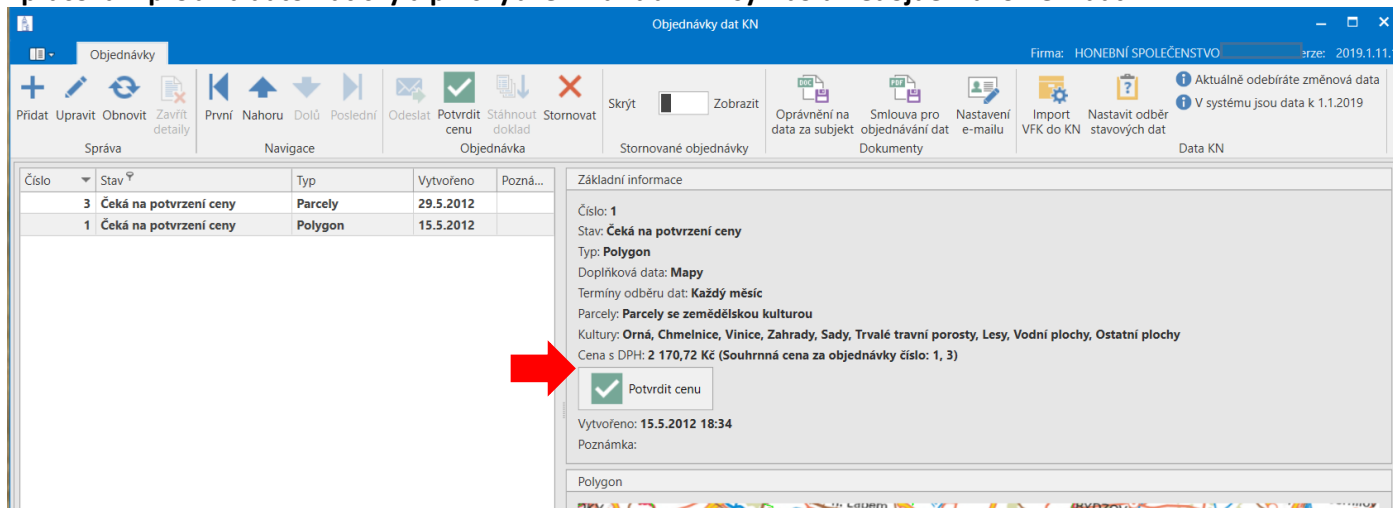 Objednávky dat KN
Objednávky
Firma: HONEBNÍ SPOLEČENSTVO erze: 2019.1.11.
Přidat Upravit Obnovit Zavřít detaily
Správa
První Nahoru Dolů Poslední
Navigace
Odeslat Potvrdit cenu Stáhnout doklad Stornovat
Objednávka
Skrýt Zobrazit
Stornované objednávky
DOC PDF
Oprávnění na data za subjekt Smlouva pro objednávání dat Nastavení e-mailu
Dokumenty
Import VFK do KN Nastavit odběr stavových dat
Aktuálně odebíráte změnová data
V systému jsou data k 1.1.2019
Data KN
Číslo Stav Typ Vytvořeno Pozná...
3 Čeká na potvrzení ceny Parcely 29.5.2012
1 Čeká na potvrzení ceny Polygon 15.5.2012
Základní informace
Číslo: 1
Stav: Čeká na potvrzení ceny
Typ: Polygon
Doplňková data: Mapy
Termíny odběru dat: Každý měsíc
Parcely: Parcely se zemědělskou kulturou
Kultury: Orná, Chmelnice, Vinice, Zahrady, Sady, Trvalé travní porosty, Lesy, Vodní plochy, Ostatní plochy
Cena s DPH: 2 170,72 Kč (Souhrnná cena za objednávky číslo: 1, 3)
Potvrdit cenu
Vytvořeno: 15.5.2012 18:34
Poznámka:
Polygon